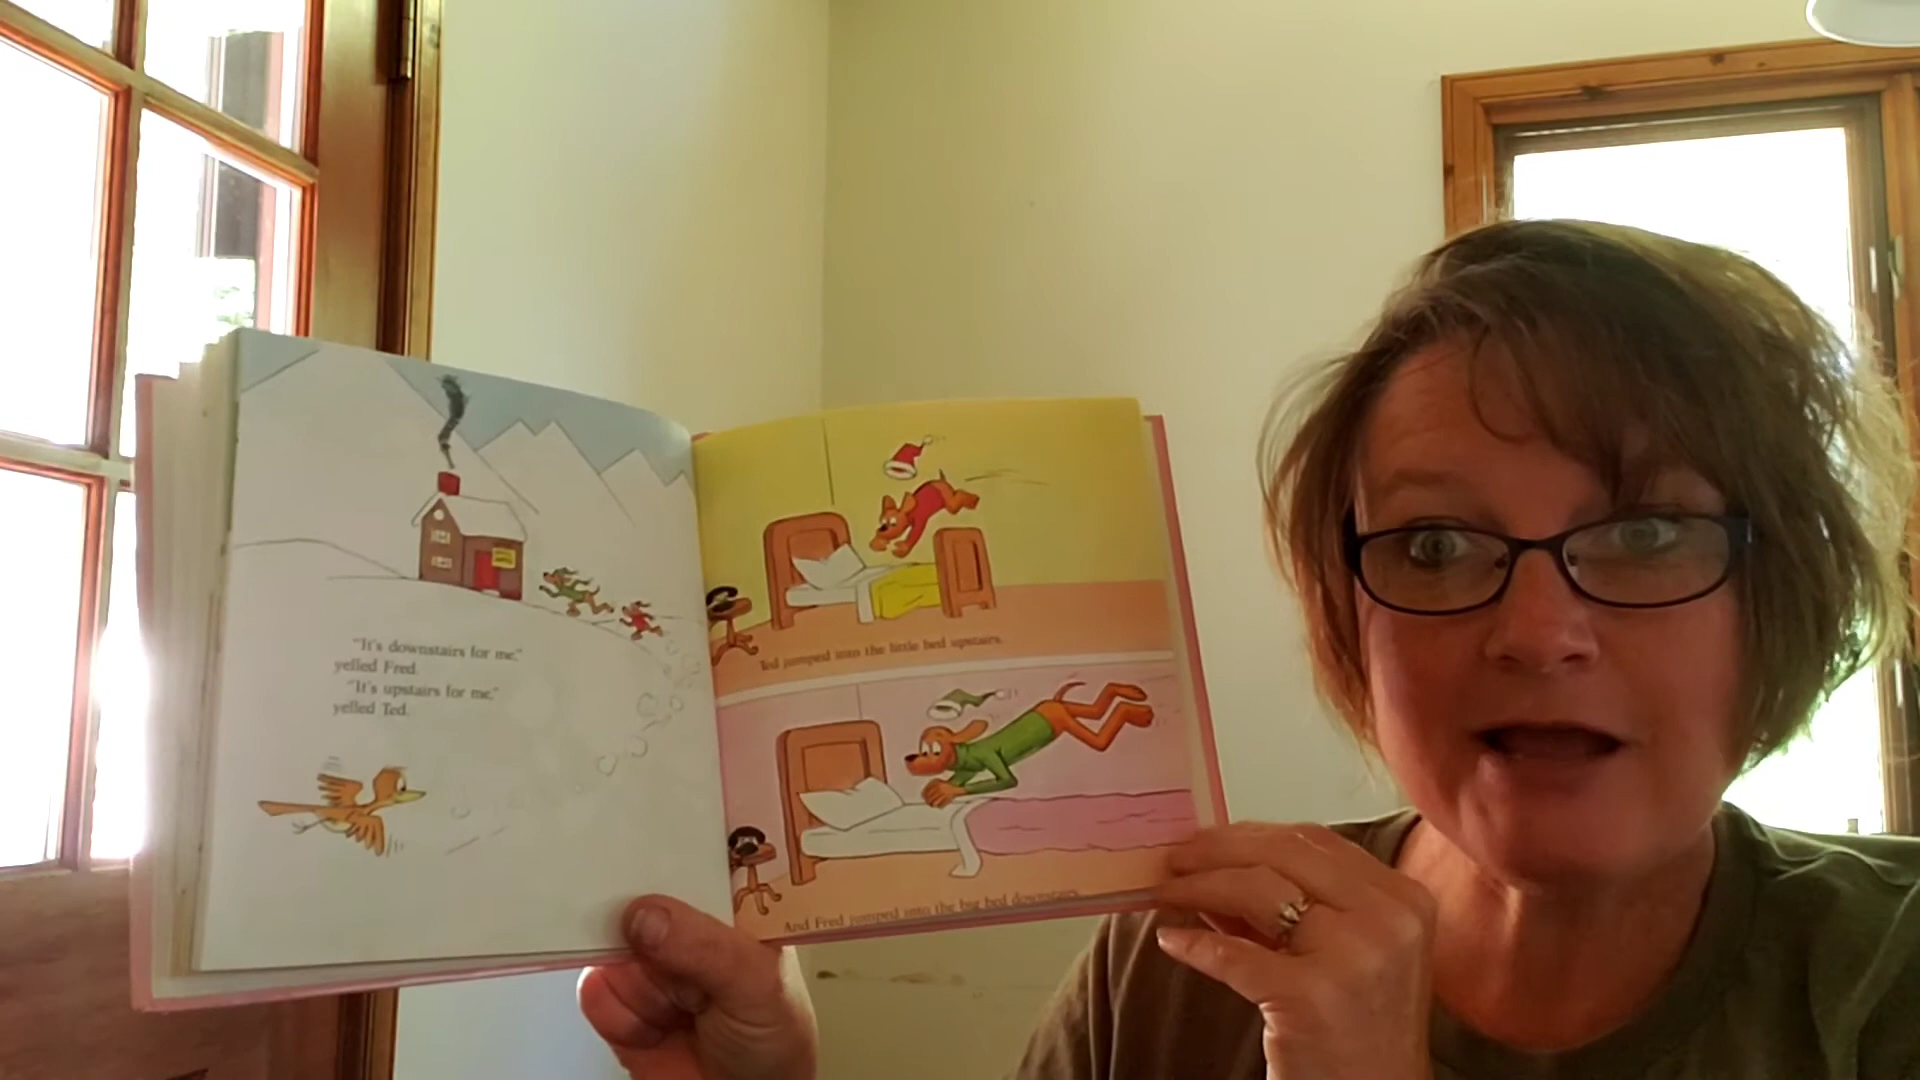 "It's downstairs for me,"
yelled Fred.
"It's upstairs for me,"
yelled Ted.
Ted jumped into the little bed upstairs.
And Fred jumped into the big bed downstairs.